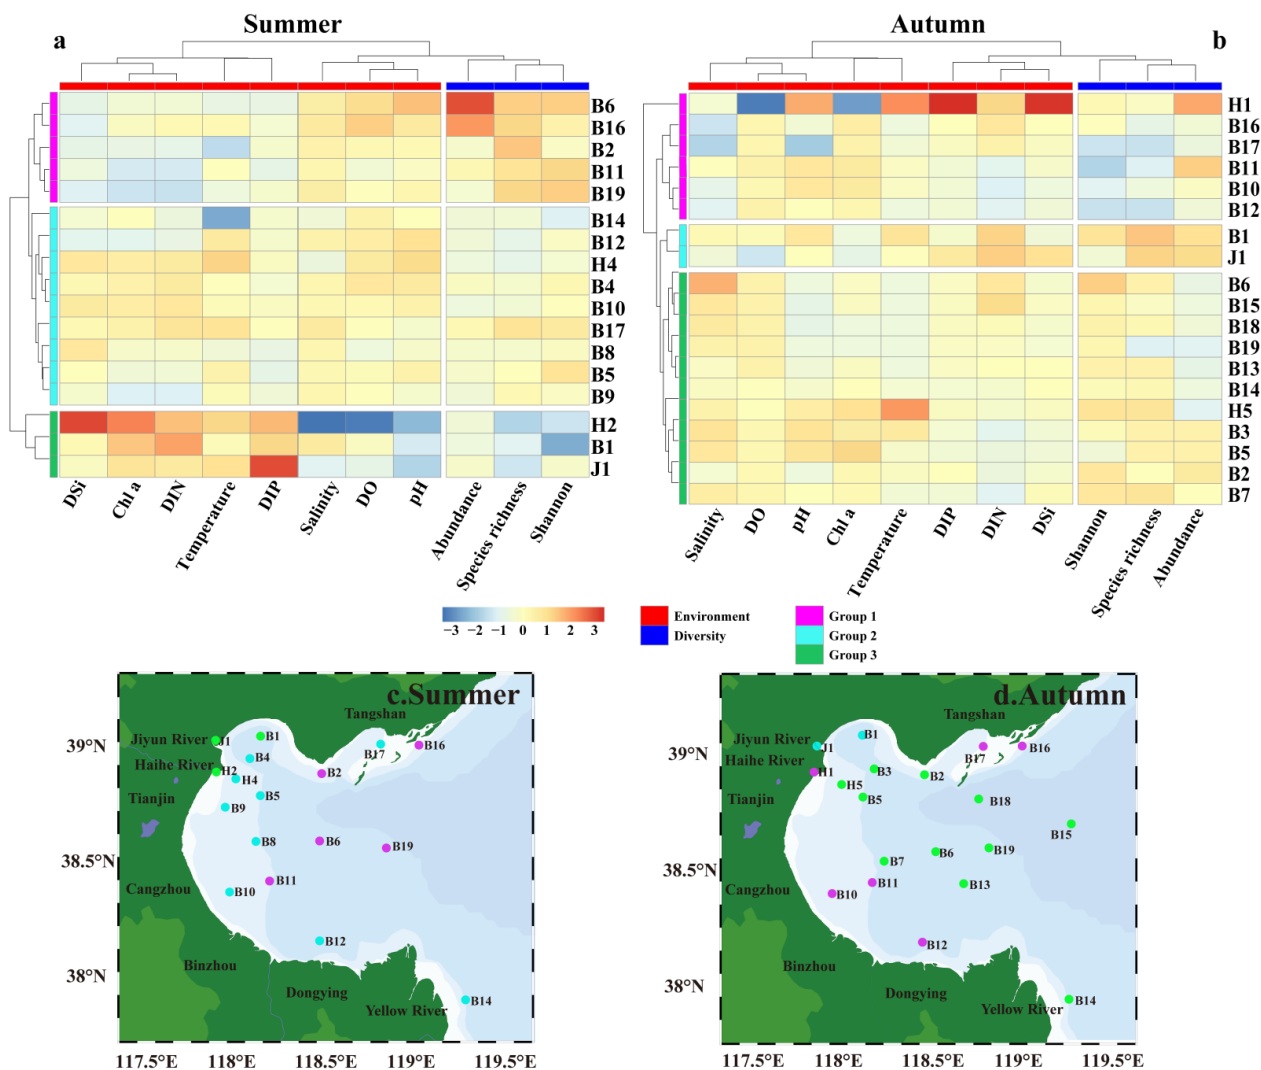 Summer
Autumn
a
b
B6
B16
B2
B11
B19
B14
B12
H4
B4
B10
B17
B8
B5
B9
H2
B1
J1
DSi
Chl a
DIN
Temperature
DIP
Salinity
DO
pH
Abundance
Species richness
Shannon
H1
B16
B17
B11
B10
B12
B1
J1
B6
B15
B18
B19
B13
B14
H5
B3
B5
B2
B7
Salinity
DO
pH
Chl a
Temperature
DIP
DIN
DSi
Shannon
Species richness
Abundance
−3 −2 −1 0 1 2 3
Environment
Diversity
Group 1
Group 2
Group 3
c.Summer
Tangshan
Jiyun River
J1
B1
B17
B16
39°N
B4
Haihe River
H2
H4
B2
Tianjin
B5
B9
B8
B6
B19
38.5°N
B11
Cangzhou
B10
B12
Binzhou
38°N
Dongying
B14
Yellow River
117.5°E
118°E
118.5°E
119°E
119.5°E
d.Autumn
Tangshan
Jiyun River
J1
B1
B17
B16
39°N
Haihe River
H1
B3
B2
H5
Tianjin
B5
B18
B15
B7
B6
B19
38.5°N
B11
B13
Cangzhou
B10
B12
Binzhou
38°N
Dongying
B14
Yellow River
117.5°E
118°E
118.5°E
119°E
119.5°E